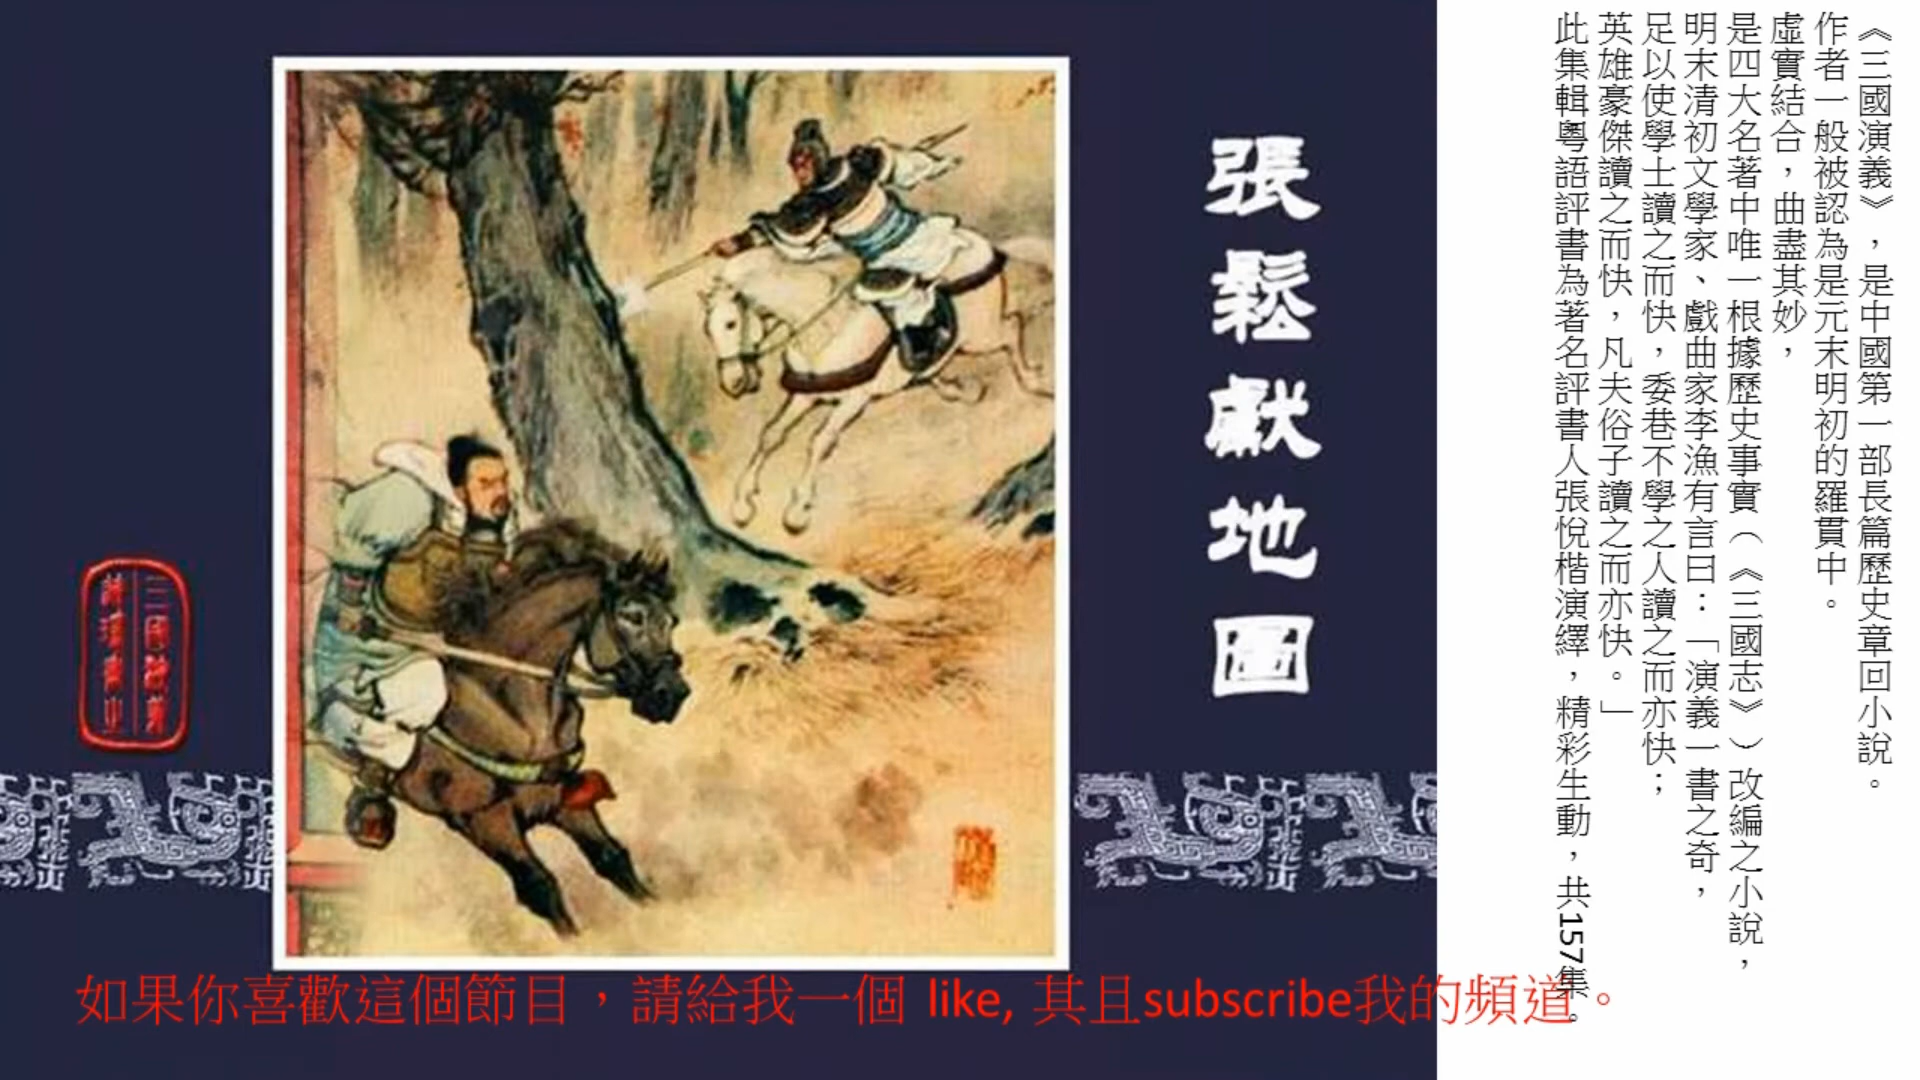 《三國演義》，是中國第一部長篇歷史章回小說。
作者一般被認為是元末明初的羅貫中。
虛實結合，曲盡其妙，
是四大名著中唯一根據歷史事實（《三國志》）改編之小說，
明末清初文學家、戲曲家李漁有言曰：「演義一書之奇，
足以使學士讀之而快，委巷不學之人讀之而亦快；
英雄豪傑讀之而快，凡夫俗子讀之而亦快。」
此集輯粵語評書為著名評書人張悅楷演繹，精彩生動，共157集。
張鬆獻地圖
三國
如果你喜歡這個節目，請給我一個 like, 其且subscribe我的頻道。